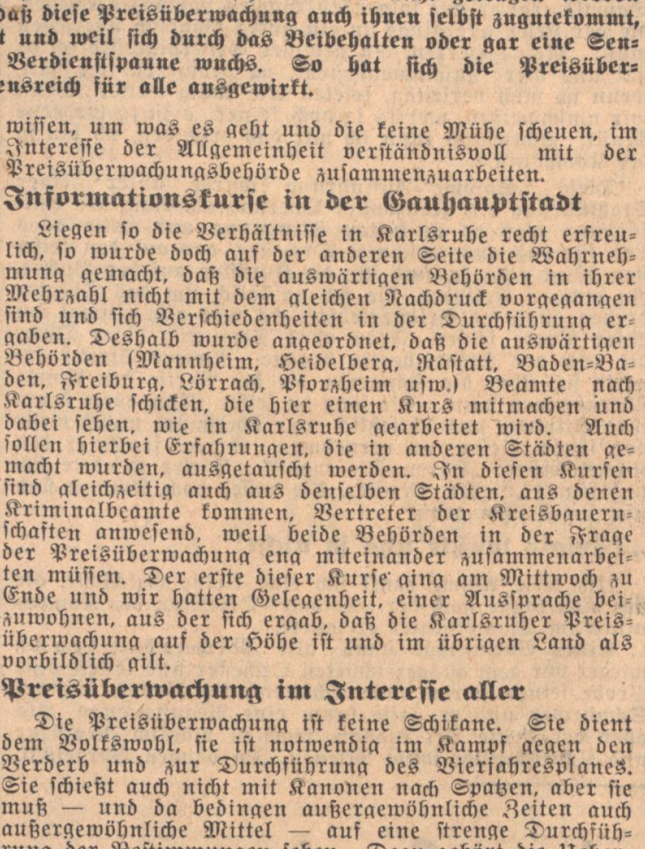 daß diese Preisüberwachung auch ihnen selbst zugutekommt,
und weil sich durch das Beibehalten oder gar eine Sen-
Verdienstspanne wuchs. So hat sich die Preisüber-
ensreich für alle ausgewirkt.
wissen, um was es geht und die keine Mühe scheuen, im
Interesse der Allgemeinheit verständnisvoll mit der
Preisüberwachungsbehörde zusammenzuarbeiten.
Informationskurse in der Gauhauptstadt
Liegen so die Verhältnisse in Karlsruhe recht erfreu-
lich, so wurde doch auf der anderen Seite die Wahrneh-
mung gemacht, daß die auswärtigen Behörden in ihrer
Mehrzahl nicht mit dem gleichen Nachdruck vorgegangen
sind und sich Verschiedenheiten in der Durchführung er-
gaben. Deshalb wurde angeordnet, daß die auswärtigen
Behörden (Mannheim, Heidelberg, Rastatt, Baden-Ba-
den, Freiburg, Lörrach, Pforzheim usw.) Beamte nach
Karlsruhe schicken, die hier einen Kurs mitmachen und
dabei sehen, wie in Karlsruhe gearbeitet wird. Auch
sollen hierbei Erfahrungen, die in anderen Städten ge-
macht wurden, ausgetauscht werden. In diesen Kursen
sind gleichzeitig auch aus denselben Städten, aus denen
Kriminalbeamte kommen, Vertreter der Kreisbauern-
schaften anwesend, weil beide Behörden in der Frage
der Preisüberwachung eng miteinander zusammenarbei-
ten müssen. Der erste dieser Kurse ging am Mittwoch zu
Ende und wir hatten Gelegenheit, einer Aussprache bei-
zuwohnen, aus der sich ergab, daß die Karlsruher Preis-
überwachung auf der Höhe ist und im übrigen Land als
vorbildlich gilt.
Preisüberwachung im Interesse aller
Die Preisüberwachung ist keine Schikane. Sie dient
dem Volkswohl, sie ist notwendig im Kampf gegen den
Verderb und zur Durchführung des Vierjahresplanes.
Sie schießt auch nicht mit Kanonen nach Spatzen, aber sie
muß — und da bedingen außergewöhnliche Zeiten auch
außergewöhnliche Mittel — auf eine strenge Durchfüh-